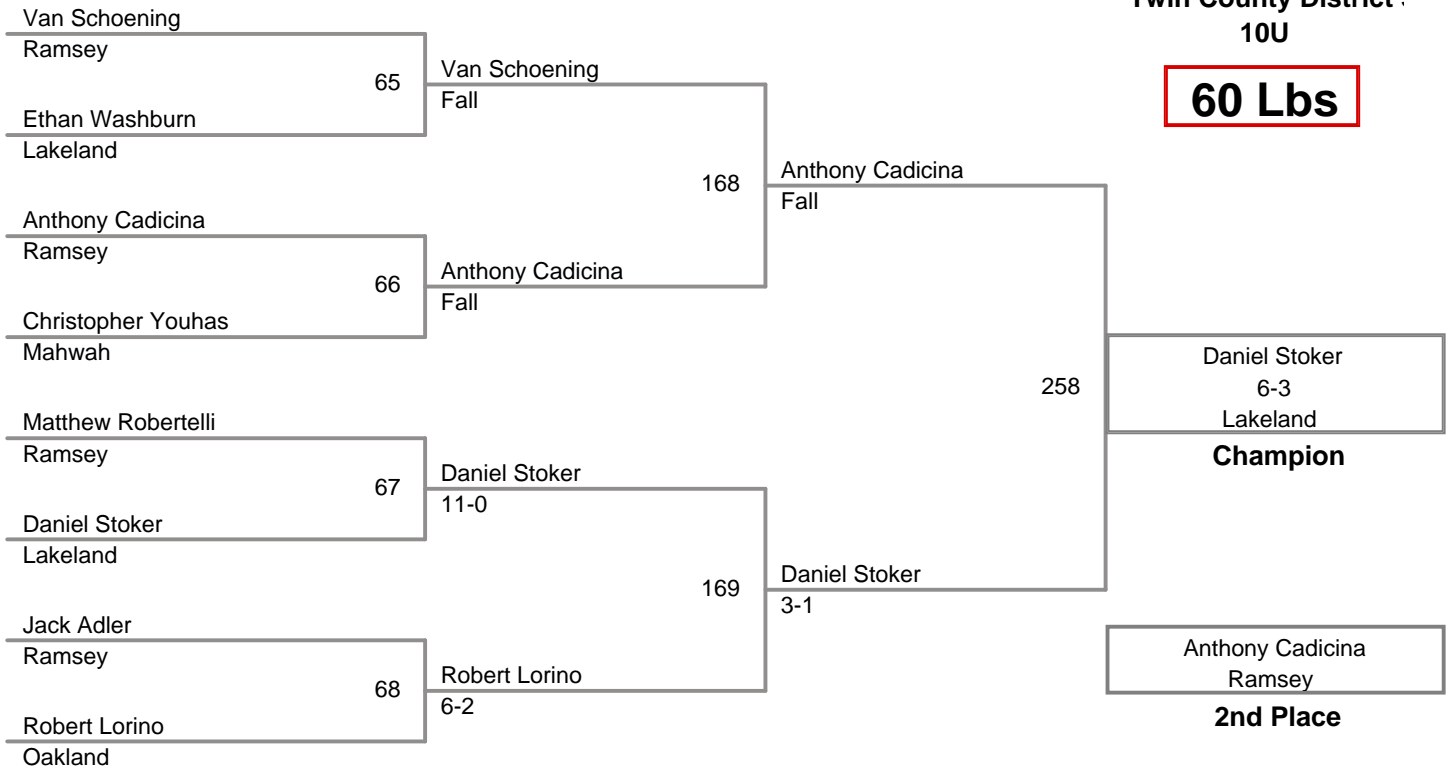 Twin County District
10U
60 Lbs
Van Schoening
Ramsey
65
Ethan Washburn
Lakeland
Anthony Cadicina
Ramsey
66
Christopher Youhas
Mahwah
Matthew Robertelli
Ramsey
67
Daniel Stoker
Lakeland
Jack Adler
Ramsey
68
Robert Lorino
Oakland
Van Schoening
Fall
168
Anthony Cadicina
Fall
Daniel Stoker
11-0
169
Robert Lorino
6-2
Anthony Cadicina
Fall
258
Daniel Stoker
3-1
Daniel Stoker
6-3
Lakeland
Champion
Anthony Cadicina
Ramsey
2nd Place